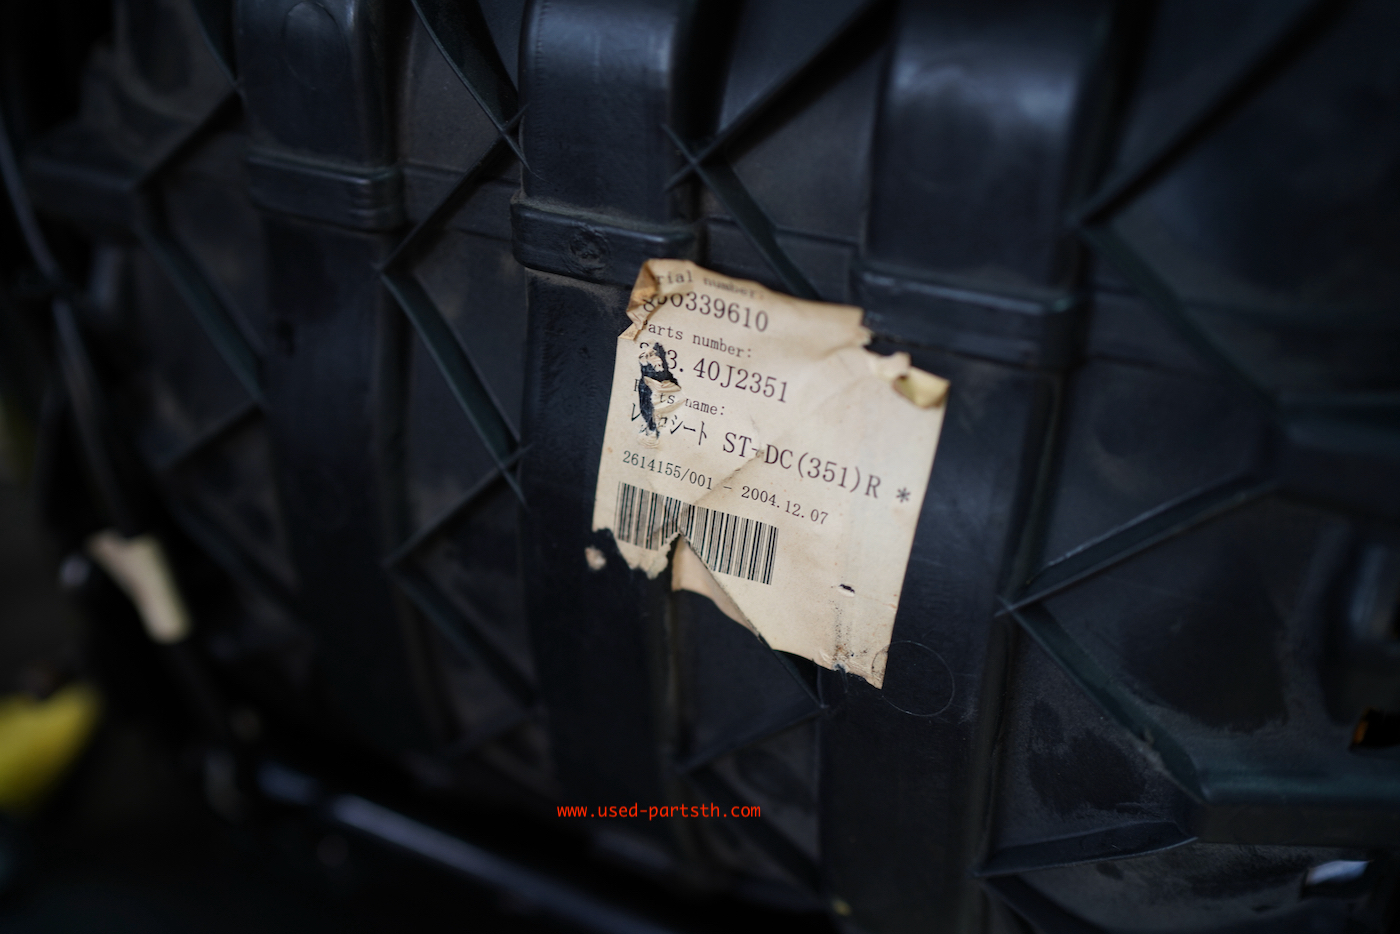 rial number:
339610
arts number:
3. 40J2351
ts name:
シート ST-DC(351)R *
2614155/001 - 2004.12.07
www.used-partsth.com